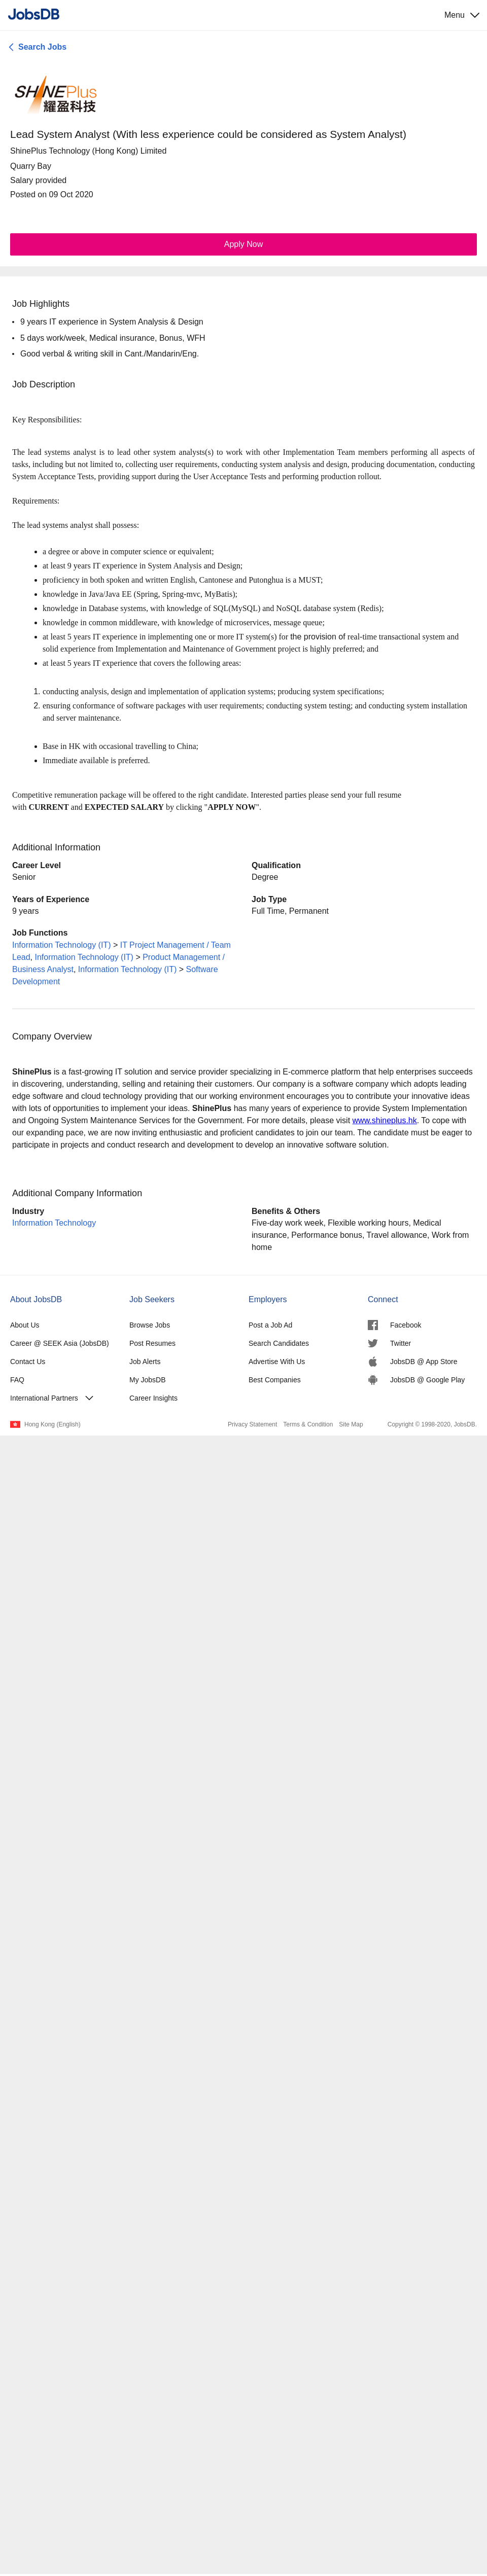 JobsDB
Menu
Search Jobs
SHINEPlus
耀盈科技
Lead System Analyst (With less experience could be considered as System Analyst)
ShinePlus Technology (Hong Kong) Limited
Quarry Bay
Salary provided
Posted on 09 Oct 2020
Apply Now
Job Highlights
• 9 years IT experience in System Analysis & Design
• 5 days work/week, Medical insurance, Bonus, WFH
• Good verbal & writing skill in Cant./Mandarin/Eng.
Job Description
Key Responsibilities:
The lead systems analyst is to lead other system analysts(s) to work with other Implementation Team members performing all aspects of
tasks, including but not limited to, collecting user requirements, conducting system analysis and design, producing documentation, conducting
System Acceptance Tests, providing support during the User Acceptance Tests and performing production rollout.
Requirements:
The lead systems analyst shall possess:
• a degree or above in computer science or equivalent;
• at least 9 years IT experience in System Analysis and Design;
• proficiency in both spoken and written English, Cantonese and Putonghua is a MUST;
• knowledge in Java/Java EE (Spring, Spring-mvc, MyBatis);
• knowledge in Database systems, with knowledge of SQL(MySQL) and NoSQL database system (Redis);
• knowledge in common middleware, with knowledge of microservices, message queue;
• at least 5 years IT experience in implementing one or more IT system(s) for the provision of real-time transactional system and
solid experience from Implementation and Maintenance of Government project is highly preferred; and
• at least 5 years IT experience that covers the following areas:
1. conducting analysis, design and implementation of application systems; producing system specifications;
2. ensuring conformance of software packages with user requirements; conducting system testing; and conducting system installation
and server maintenance.
• Base in HK with occasional travelling to China;
• Immediate available is preferred.
Competitive remuneration package will be offered to the right candidate. Interested parties please send your full resume
with CURRENT and EXPECTED SALARY by clicking "APPLY NOW".
Additional Information
Career Level
Senior
Qualification
Degree
Years of Experience
9 years
Job Type
Full Time, Permanent
Job Functions
Information Technology (IT) > IT Project Management / Team
Lead, Information Technology (IT) > Product Management /
Business Analyst, Information Technology (IT) > Software
Development
Company Overview
ShinePlus is a fast-growing IT solution and service provider specializing in E-commerce platform that help enterprises succeeds
in discovering, understanding, selling and retaining their customers. Our company is a software company which adopts leading
edge software and cloud technology providing that our working environment encourages you to contribute your innovative ideas
with lots of opportunities to implement your ideas. ShinePlus has many years of experience to provide System Implementation
and Ongoing System Maintenance Services for the Government. For more details, please visit www.shineplus.hk. To cope with
our expanding pace, we are now inviting enthusiastic and proficient candidates to join our team. The candidate must be eager to
participate in projects and conduct research and development to develop an innovative software solution.
Additional Company Information
Industry
Information Technology
Benefits & Others
Five-day work week, Flexible working hours, Medical
insurance, Performance bonus, Travel allowance, Work from
home
About JobsDB
About Us
Career @ SEEK Asia (JobsDB)
Contact Us
FAQ
International Partners
Job Seekers
Browse Jobs
Post Resumes
Job Alerts
My JobsDB
Career Insights
Employers
Post a Job Ad
Search Candidates
Advertise With Us
Best Companies
Connect
Facebook
Twitter
JobsDB @ App Store
JobsDB @ Google Play
Hong Kong (English)
Privacy Statement Terms & Condition Site Map
Copyright © 1998-2020, JobsDB.